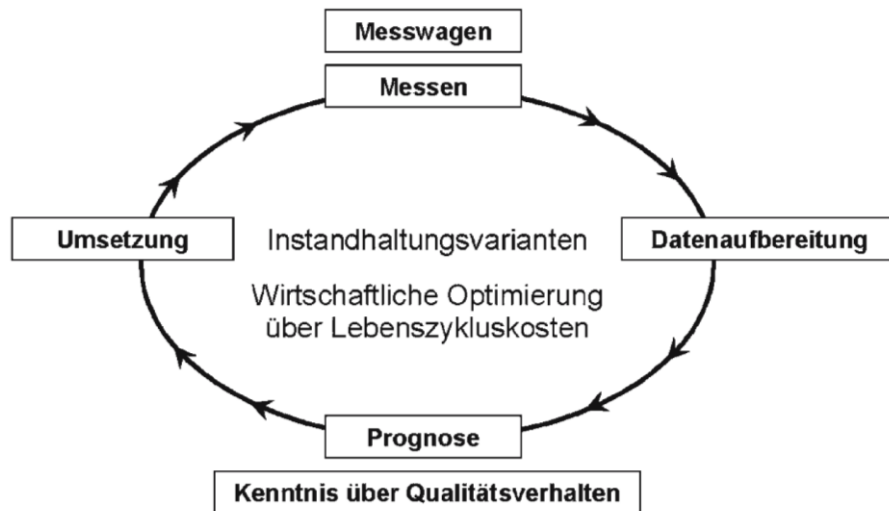 Messwagen
Messen
Umsetzung
Instandhaltungsvarianten
Datenaufbereitung
Wirtschaftliche Optimierung
über Lebenszykluskosten
Prognose
Kenntnis über Qualitätsverhalten